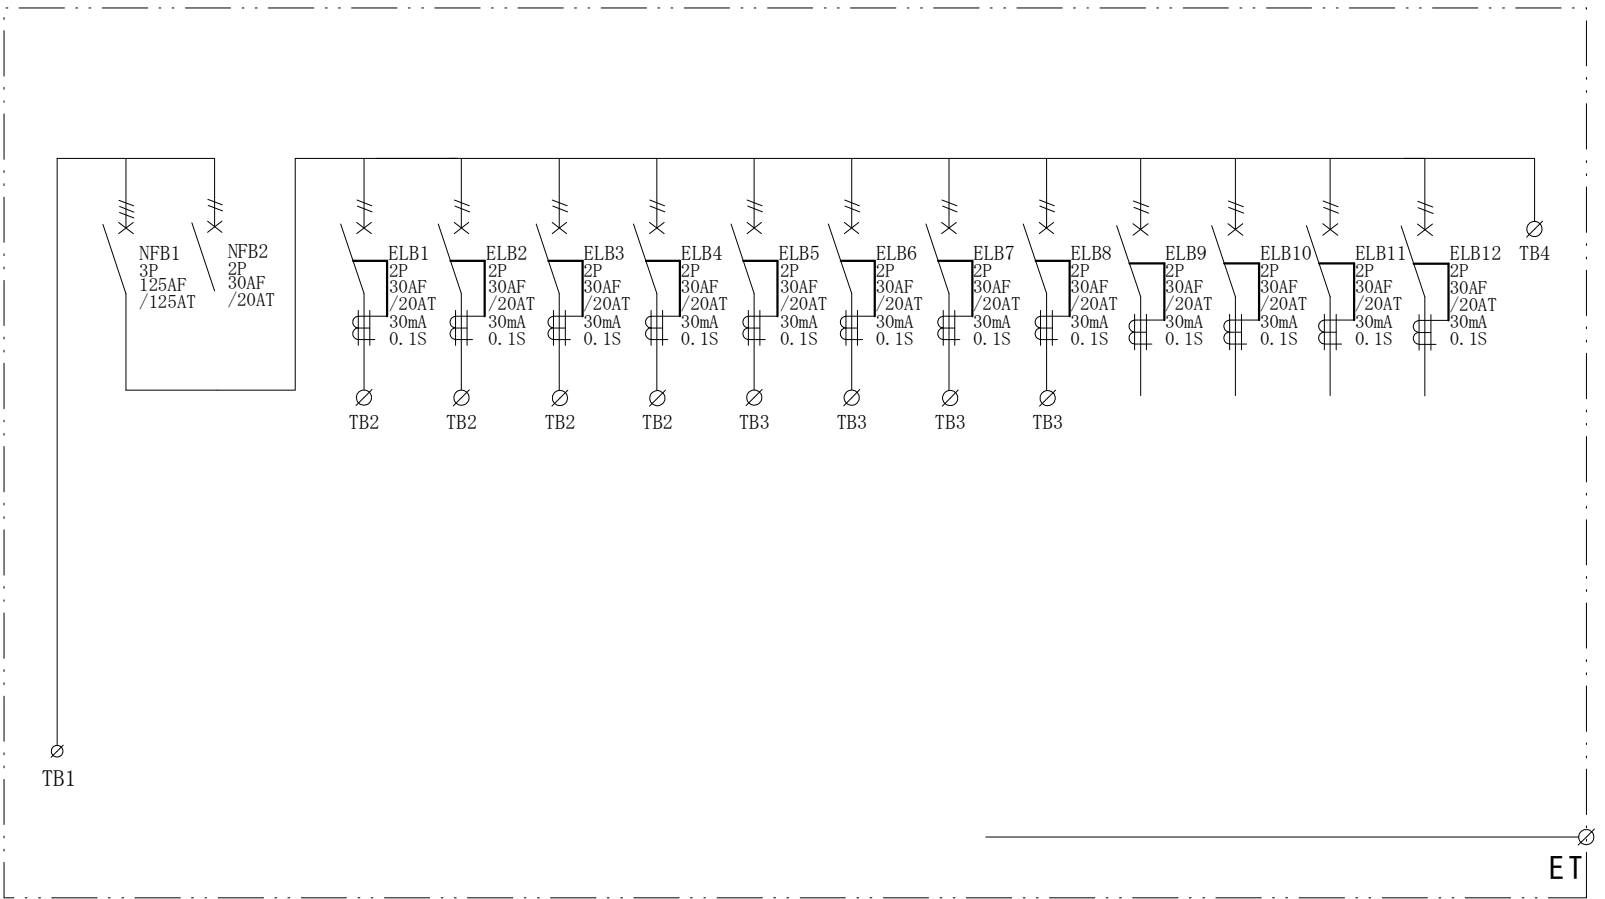 NFB1
3P
125AF
/125AT
NFB2
2P
30AF
/20AT
ELB1
2P
30AF
/20AT
30mA
0.1S
ELB2
2P
30AF
/20AT
30mA
0.1S
ELB3
2P
30AF
/20AT
30mA
0.1S
ELB4
2P
30AF
/20AT
30mA
0.1S
ELB5
2P
30AF
/20AT
30mA
0.1S
ELB6
2P
30AF
/20AT
30mA
0.1S
ELB7
2P
30AF
/20AT
30mA
0.1S
ELB8
2P
30AF
/20AT
30mA
0.1S
ELB9
2P
30AF
/20AT
30mA
0.1S
ELB10
2P
30AF
/20AT
30mA
0.1S
ELB11
2P
30AF
/20AT
30mA
0.1S
ELB12
2P
30AF
/20AT
30mA
0.1S
TB4
TB2
TB2
TB2
TB2
TB3
TB3
TB3
TB3
TB1
ET